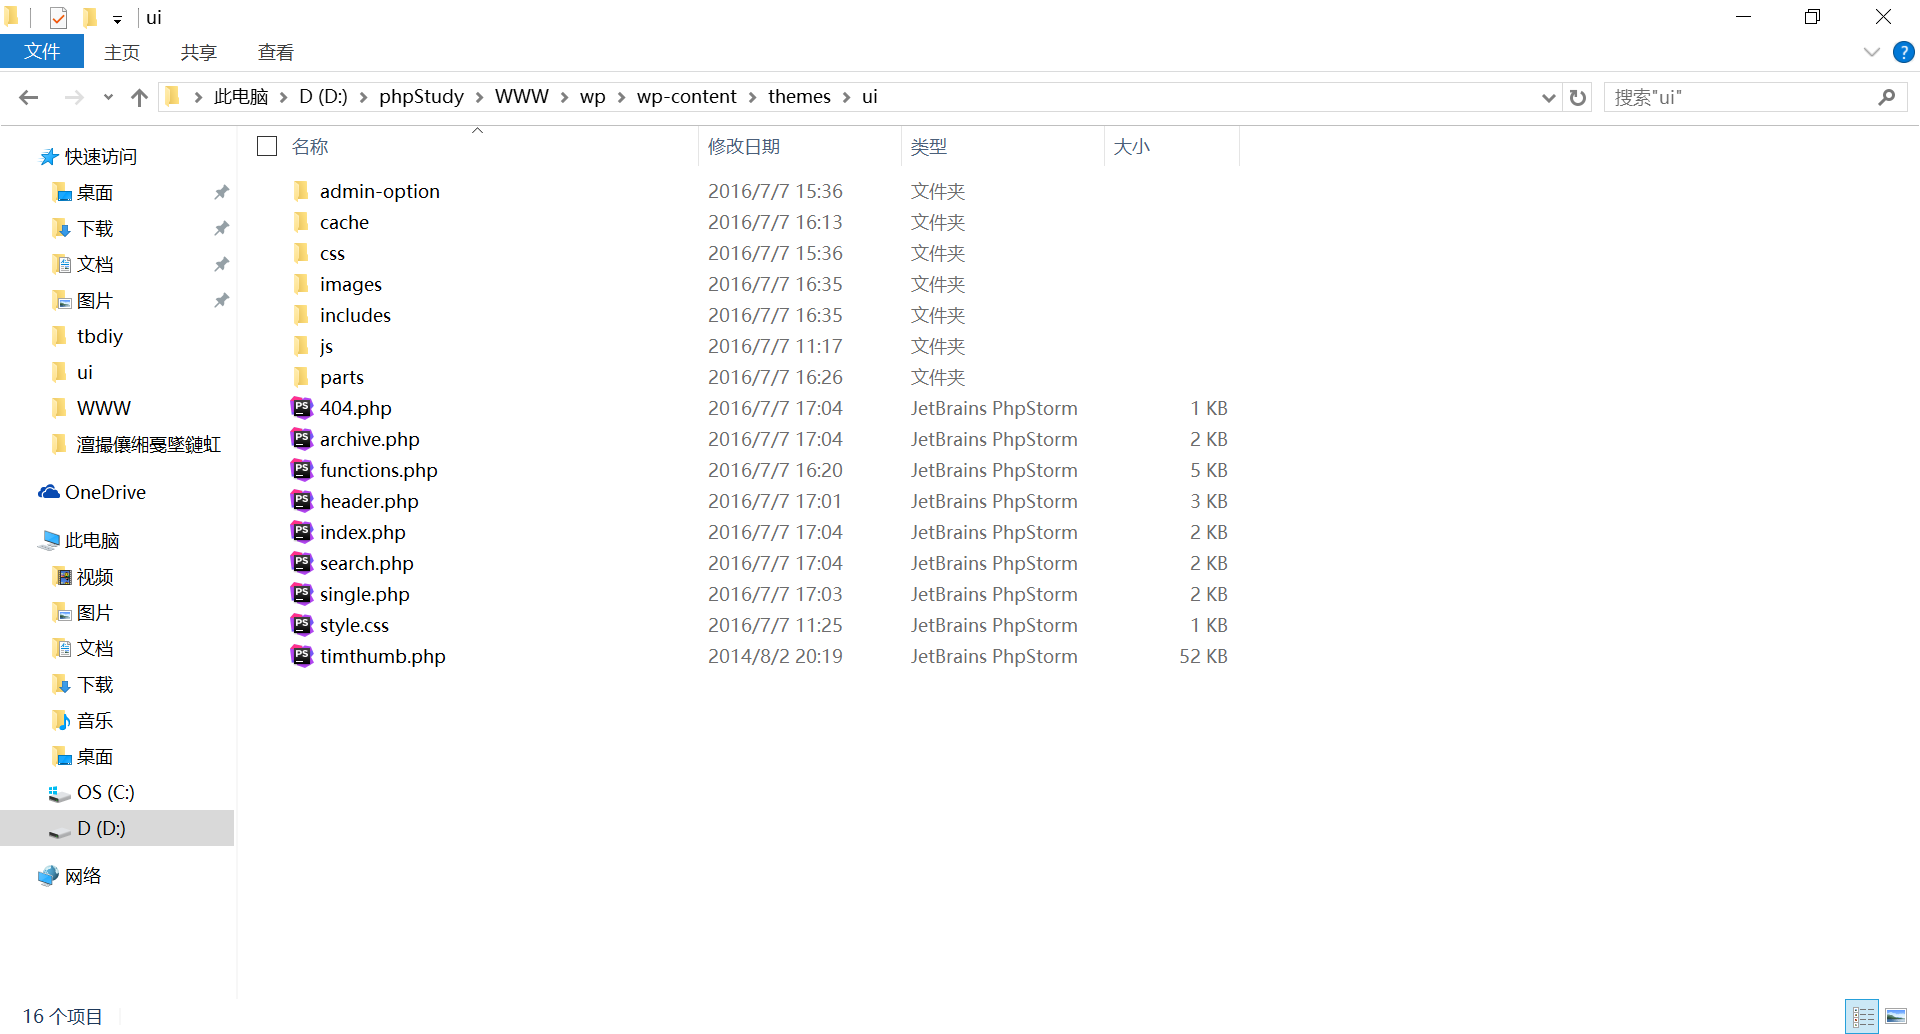 ui
文件 主页 共享 查看
此电脑 D (D:) phpStudy WWW wp wp-content themes ui 搜索"ui"
名称 修改日期 类型 大小
快速访问
桌面
下载
文档
图片
tbdiy
ui
WWW
OneDrive
此电脑
视频
图片
文档
下载
音乐
桌面
OS (C:)
D (D:)
网络
admin-option 2016/7/7 15:36 文件夹
cache 2016/7/7 16:13 文件夹
css 2016/7/7 15:36 文件夹
images 2016/7/7 16:35 文件夹
includes 2016/7/7 16:35 文件夹
js 2016/7/7 11:17 文件夹
parts 2016/7/7 16:26 文件夹
404.php 2016/7/7 17:04 JetBrains PhpStorm 1 KB
archive.php 2016/7/7 17:04 JetBrains PhpStorm 2 KB
functions.php 2016/7/7 16:20 JetBrains PhpStorm 5 KB
header.php 2016/7/7 17:01 JetBrains PhpStorm 3 KB
index.php 2016/7/7 17:04 JetBrains PhpStorm 2 KB
search.php 2016/7/7 17:04 JetBrains PhpStorm 2 KB
single.php 2016/7/7 17:03 JetBrains PhpStorm 2 KB
style.css 2016/7/7 11:25 JetBrains PhpStorm 1 KB
timthumb.php 2014/8/2 20:19 JetBrains PhpStorm 52 KB
16 个项目